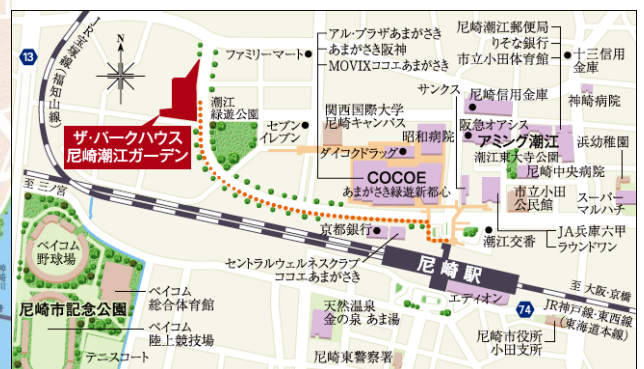 アル・プラザあまがさき
あまがさき阪神
MOVIXココエあまがさき
尼崎潮江郵便局
りそな銀行
市立小田体育館
十三信用
金庫
13
JR宝塚線(福知山線)
N
ファミリーマート
サンクス
尼崎信用金庫
神崎病院
潮江
緑遊公園
セブン
イレブン
関西国際大学
尼崎キャンパス
昭和病院
阪急オアシス
アミング潮江
潮江東大寺公園
浜幼稚園
ザ・パークハウス
尼崎潮江ガーデン
ダイコクドラッグ
COCOE
あまがさき緑遊新都心
尼崎中央病院
市立小田
公民館
スーパー
マルハチ
至 三ノ宮
京都銀行
潮江交番
JA兵庫六甲
ラウンドワン
ベイコム
野球場
セントラルウェルネスクラブ
ココエあまがさき
尼崎駅
至 大阪・京橋
ベイコム
総合体育館
尼崎市記念公園
ベイコム
陸上競技場
テニスコート
天然温泉
金の泉 あま湯
エディオン
74
JR神戸線・東西線
(東海道本線)
尼崎市役所
小田支所
尼崎東警察署